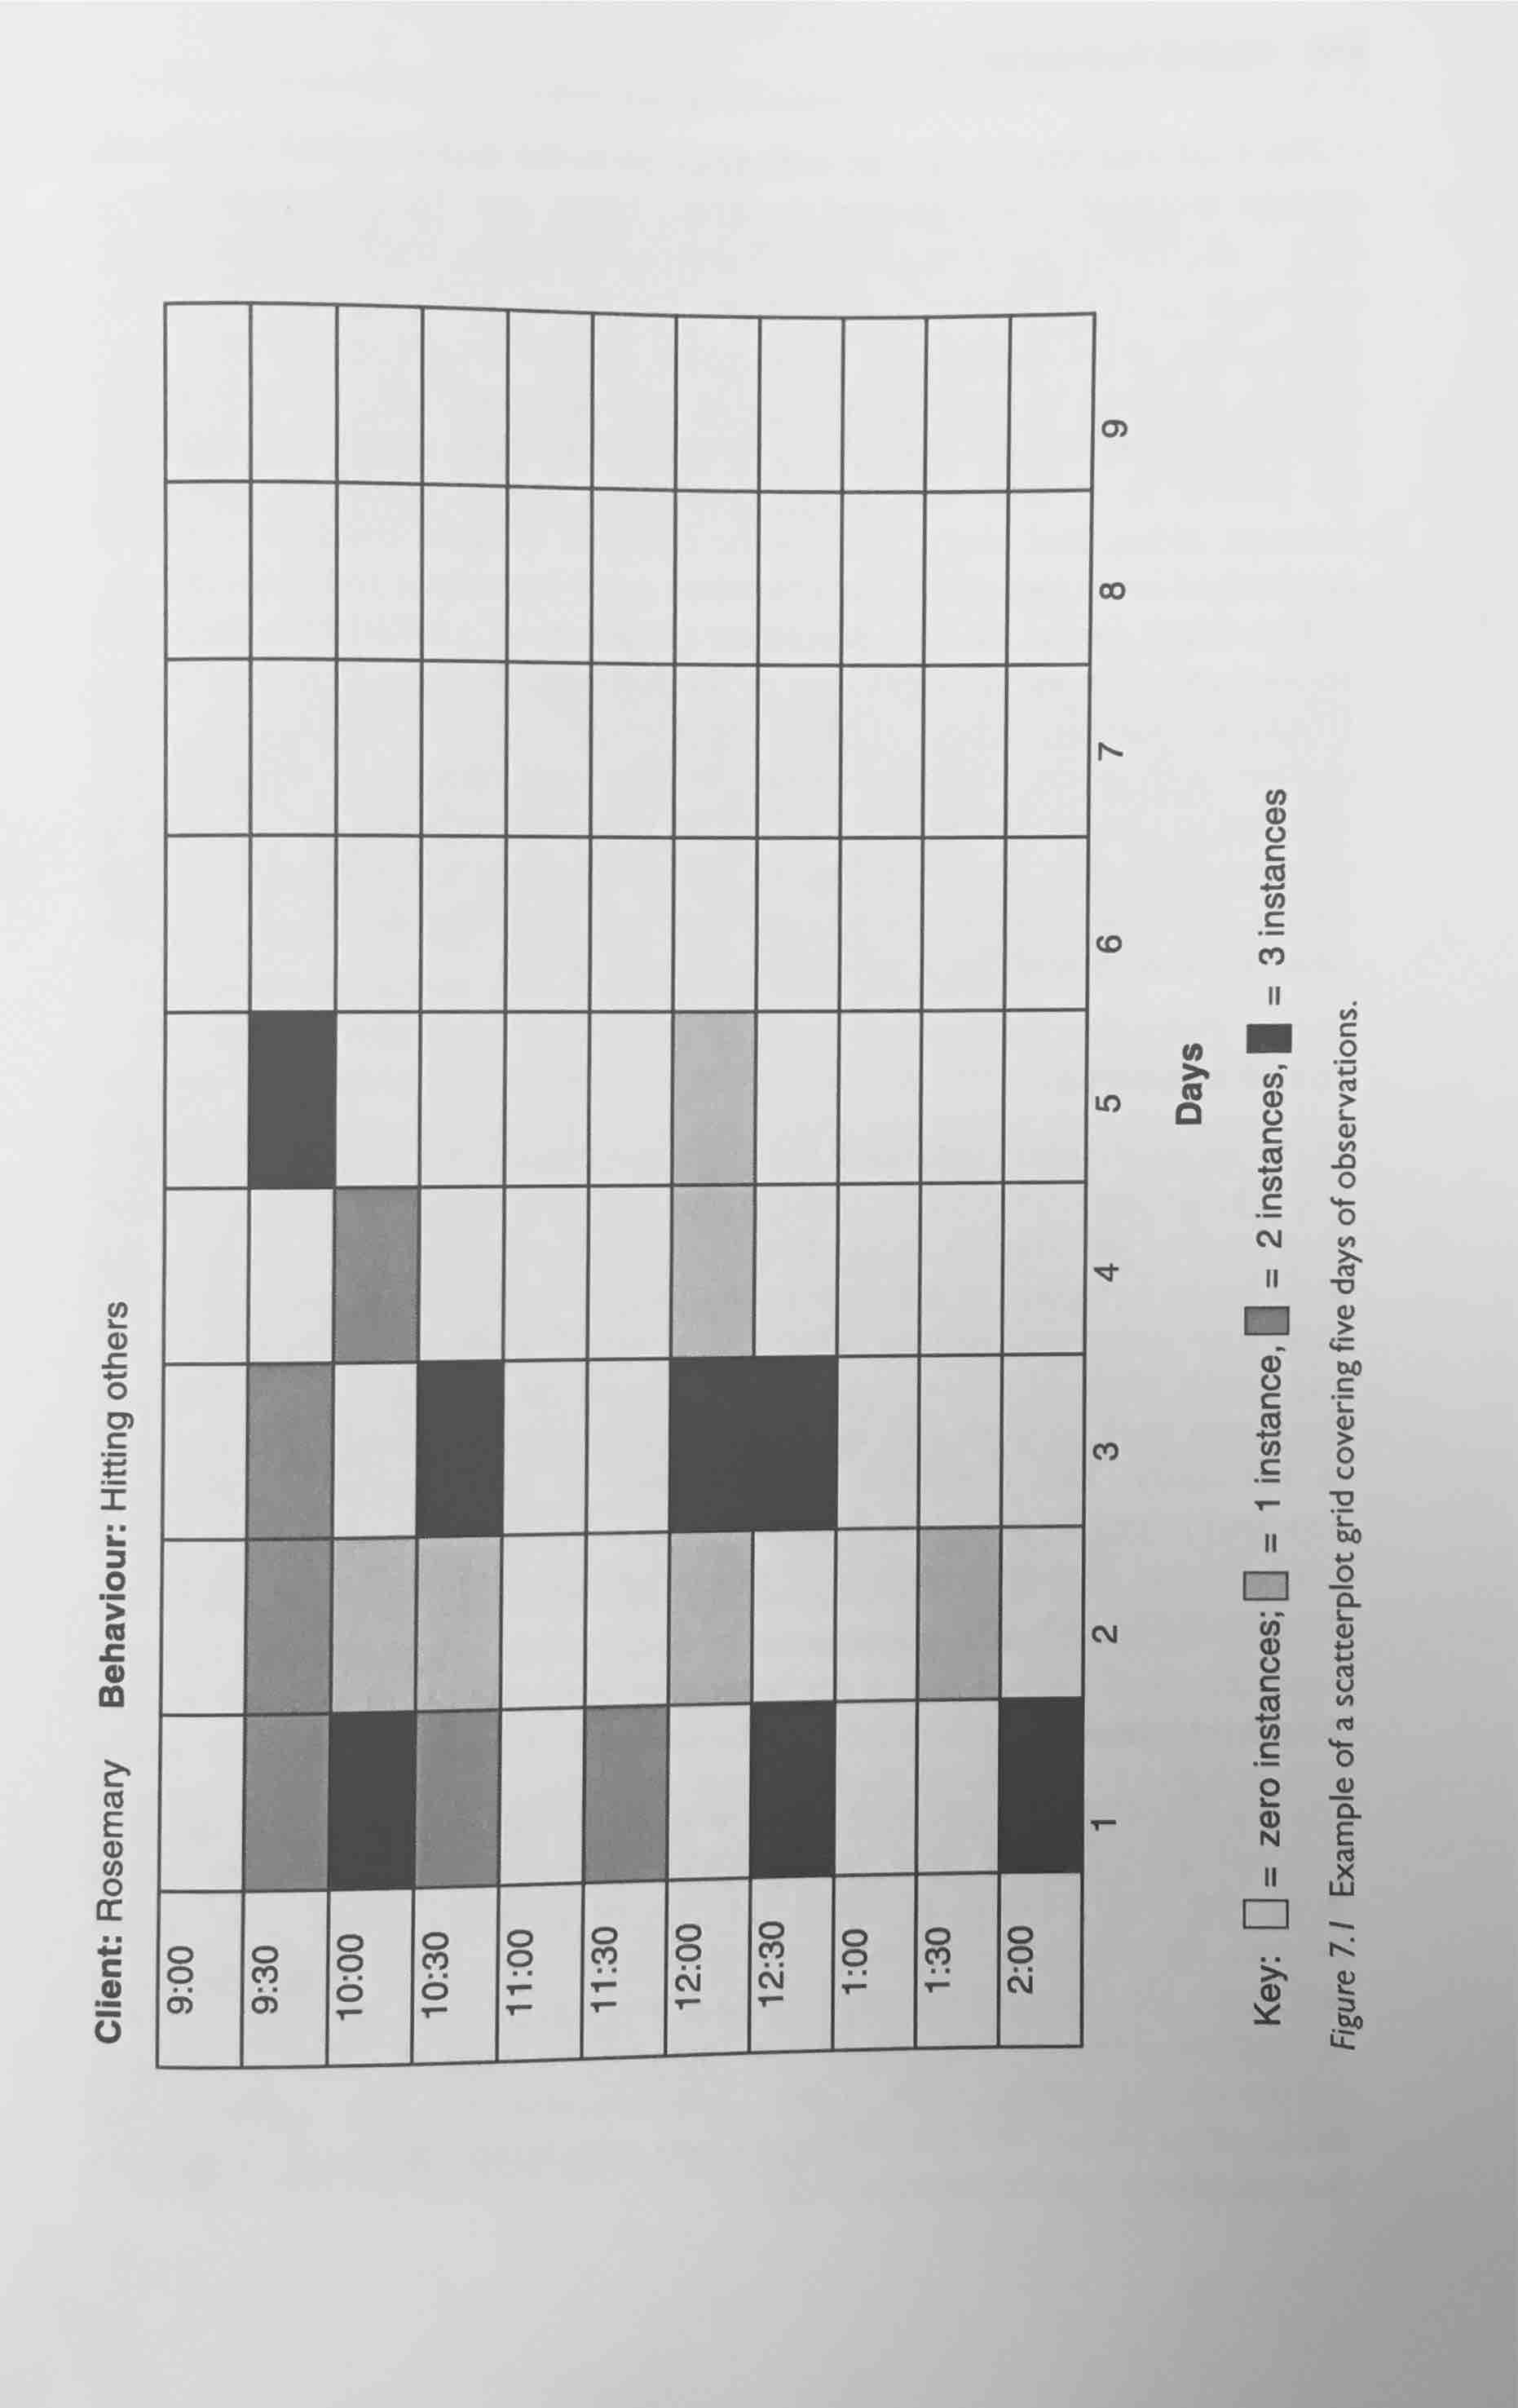 Client: Rosemary Behaviour: Hitting others
9:00
9:30
10:00
10:30
11:00
11:30
12:00
12:30
1:00
1:30
2:00
1 2 3 4 5 6 7 8 9
Days
Key: = zero instances; = 1 instance, = 2 instances, = 3 instances
Figure 7.1 Example of a scatterplot grid covering five days of observations.